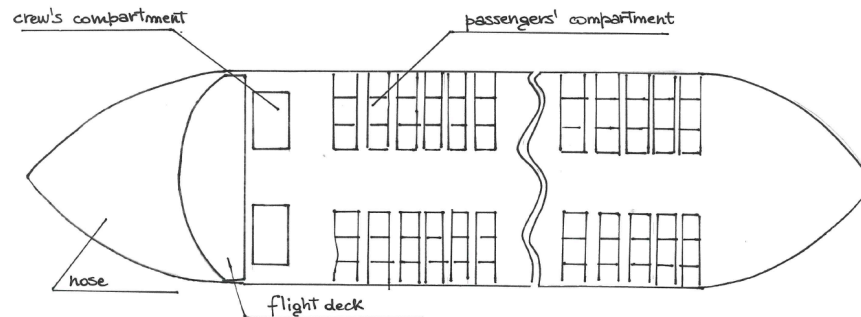 crew's compartment
passengers' compartment
nose
flight deck